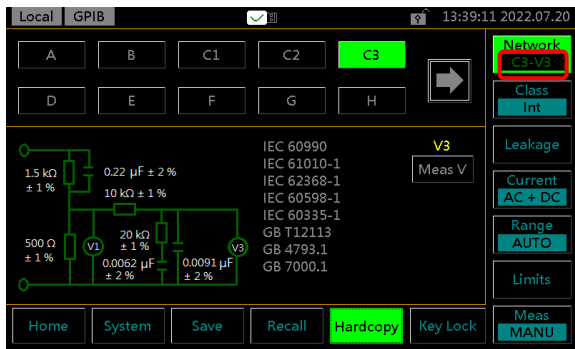 Local GPIB 13:39:11 2022.07.20
A B C1 C2 C3
D E F G H
Network
C3-V3
Class
Int
Leakage
Current
AC + DC
Range
AUTO
Limits
Meas
MANU
1.5 kΩ
± 1 %
0.22 µF ± 2 %
10 kΩ ± 1 %
500 Ω
± 1 %
V1
20 kΩ
± 1 %
0.0062 µF
± 2 %
0.0091 µF
± 2 %
V3
IEC 60990
IEC 61010-1
IEC 62368-1
IEC 60598-1
IEC 60335-1
GB T12113
GB 4793.1
GB 7000.1
V3
Meas V
Home System Save Recall Hardcopy Key Lock